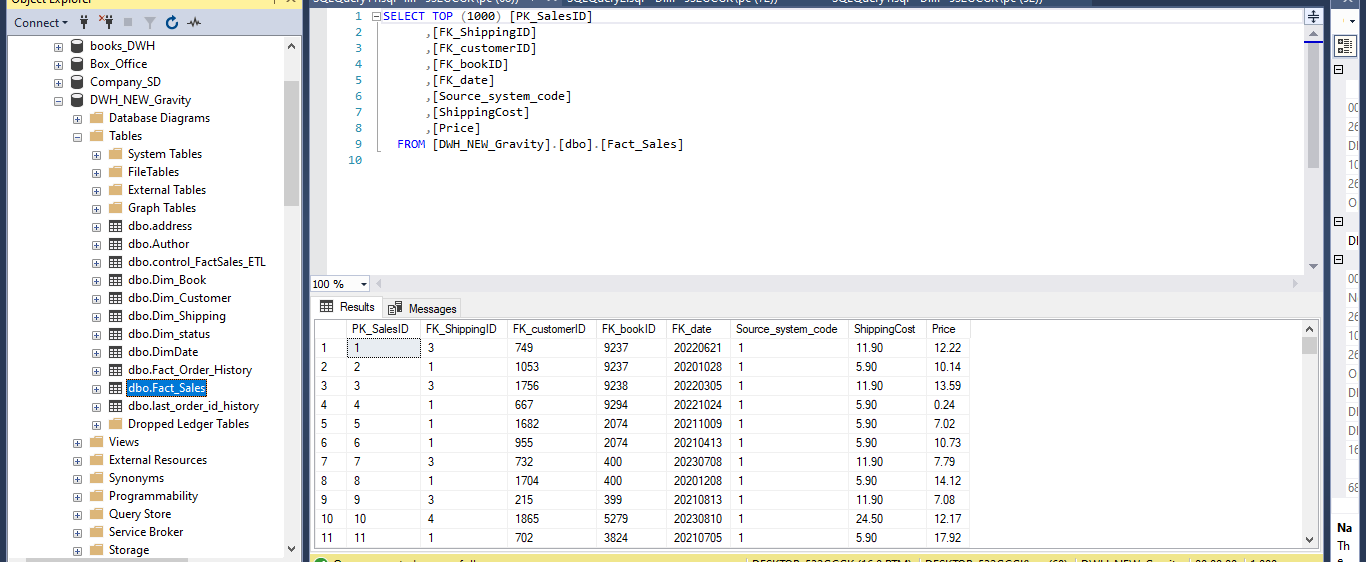 Connect
books_DWH
Box_Office
Company_SD
DWH_NEW_Gravity
Database Diagrams
Tables
System Tables
FileTables
External Tables
Graph Tables
dbo.address
dbo.Author
dbo.control_FactSales_ETL
dbo.Dim_Book
dbo.Dim_Customer
dbo.Dim_Shipping
dbo.Dim_status
dbo.DimDate
dbo.Fact_Order_History
dbo.Fact_Sales
dbo.last_order_id_history
Dropped Ledger Tables
Views
External Resources
Synonyms
Programmability
Query Store
Service Broker
Storage
1 SELECT TOP (1000) [PK_SalesID]
2 ,[FK_ShippingID]
3 ,[FK_customerID]
4 ,[FK_bookID]
5 ,[FK_date]
6 ,[Source_system_code]
7 ,[ShippingCost]
8 ,[Price]
9 FROM [DWH_NEW_Gravity].[dbo].[Fact_Sales]
10
100 %
Results Messages
PK_SalesID FK_ShippingID FK_customerID FK_bookID FK_date Source_system_code ShippingCost Price
1 1 3 749 9237 20220621 1 11.90 12.22
2 2 1 1053 9237 20201028 1 5.90 10.14
3 3 3 1756 9238 20220305 1 11.90 13.59
4 4 1 667 9294 20221024 1 5.90 0.24
5 5 1 1682 2074 20211009 1 5.90 7.02
6 6 1 955 2074 20210413 1 5.90 10.73
7 7 3 732 400 20230708 1 11.90 7.79
8 8 1 1704 400 20201208 1 5.90 14.12
9 9 3 215 399 20210813 1 11.90 7.08
10 10 4 1865 5279 20230810 1 24.50 12.17
11 11 1 702 3824 20210705 1 5.90 17.92
00
26
DI
10
26
O
DI
00
N
26
10
26
O
DI
DI
DI
16
68
Na
Th